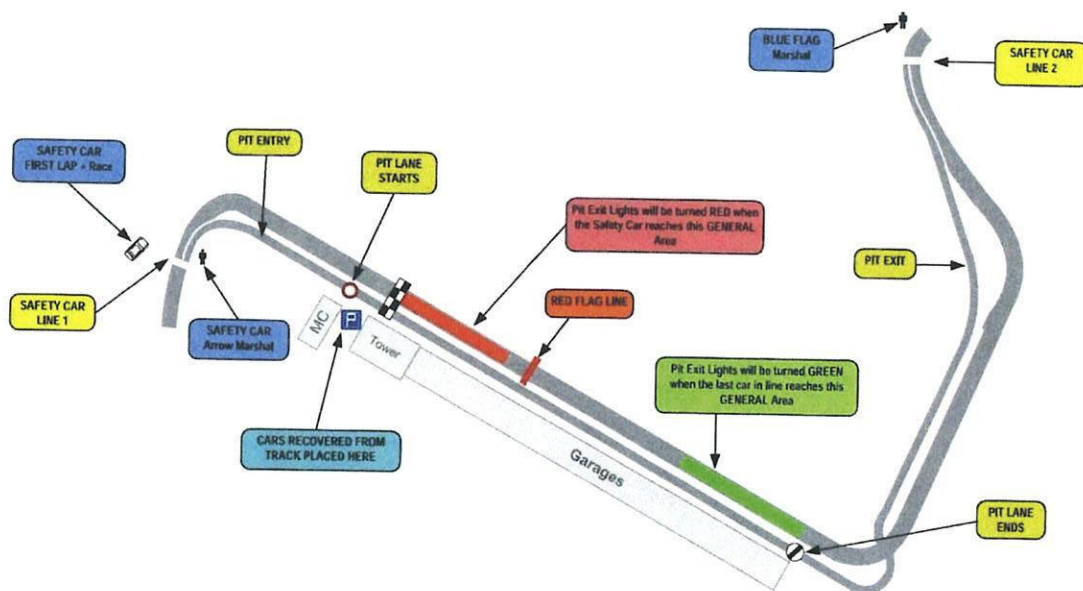 BLUE FLAG
Marshal
SAFETY CAR
LINE 2
SAFETY CAR
FIRST LAP + Race
PIT ENTRY
PIT LANE
STARTS
Pit Exit Lights will be turned RED when
the Safety Car reaches this GENERAL
Area
PIT EXIT
SAFETY CAR
LINE 1
SAFETY CAR
Arrow Marshal
MC
P
Tower
RED FLAG LINE
Pit Exit Lights will be turned GREEN
when the last car in line reaches this
GENERAL Area
CARS RECOVERED FROM
TRACK PLACED HERE
Garages
PIT LANE
ENDS